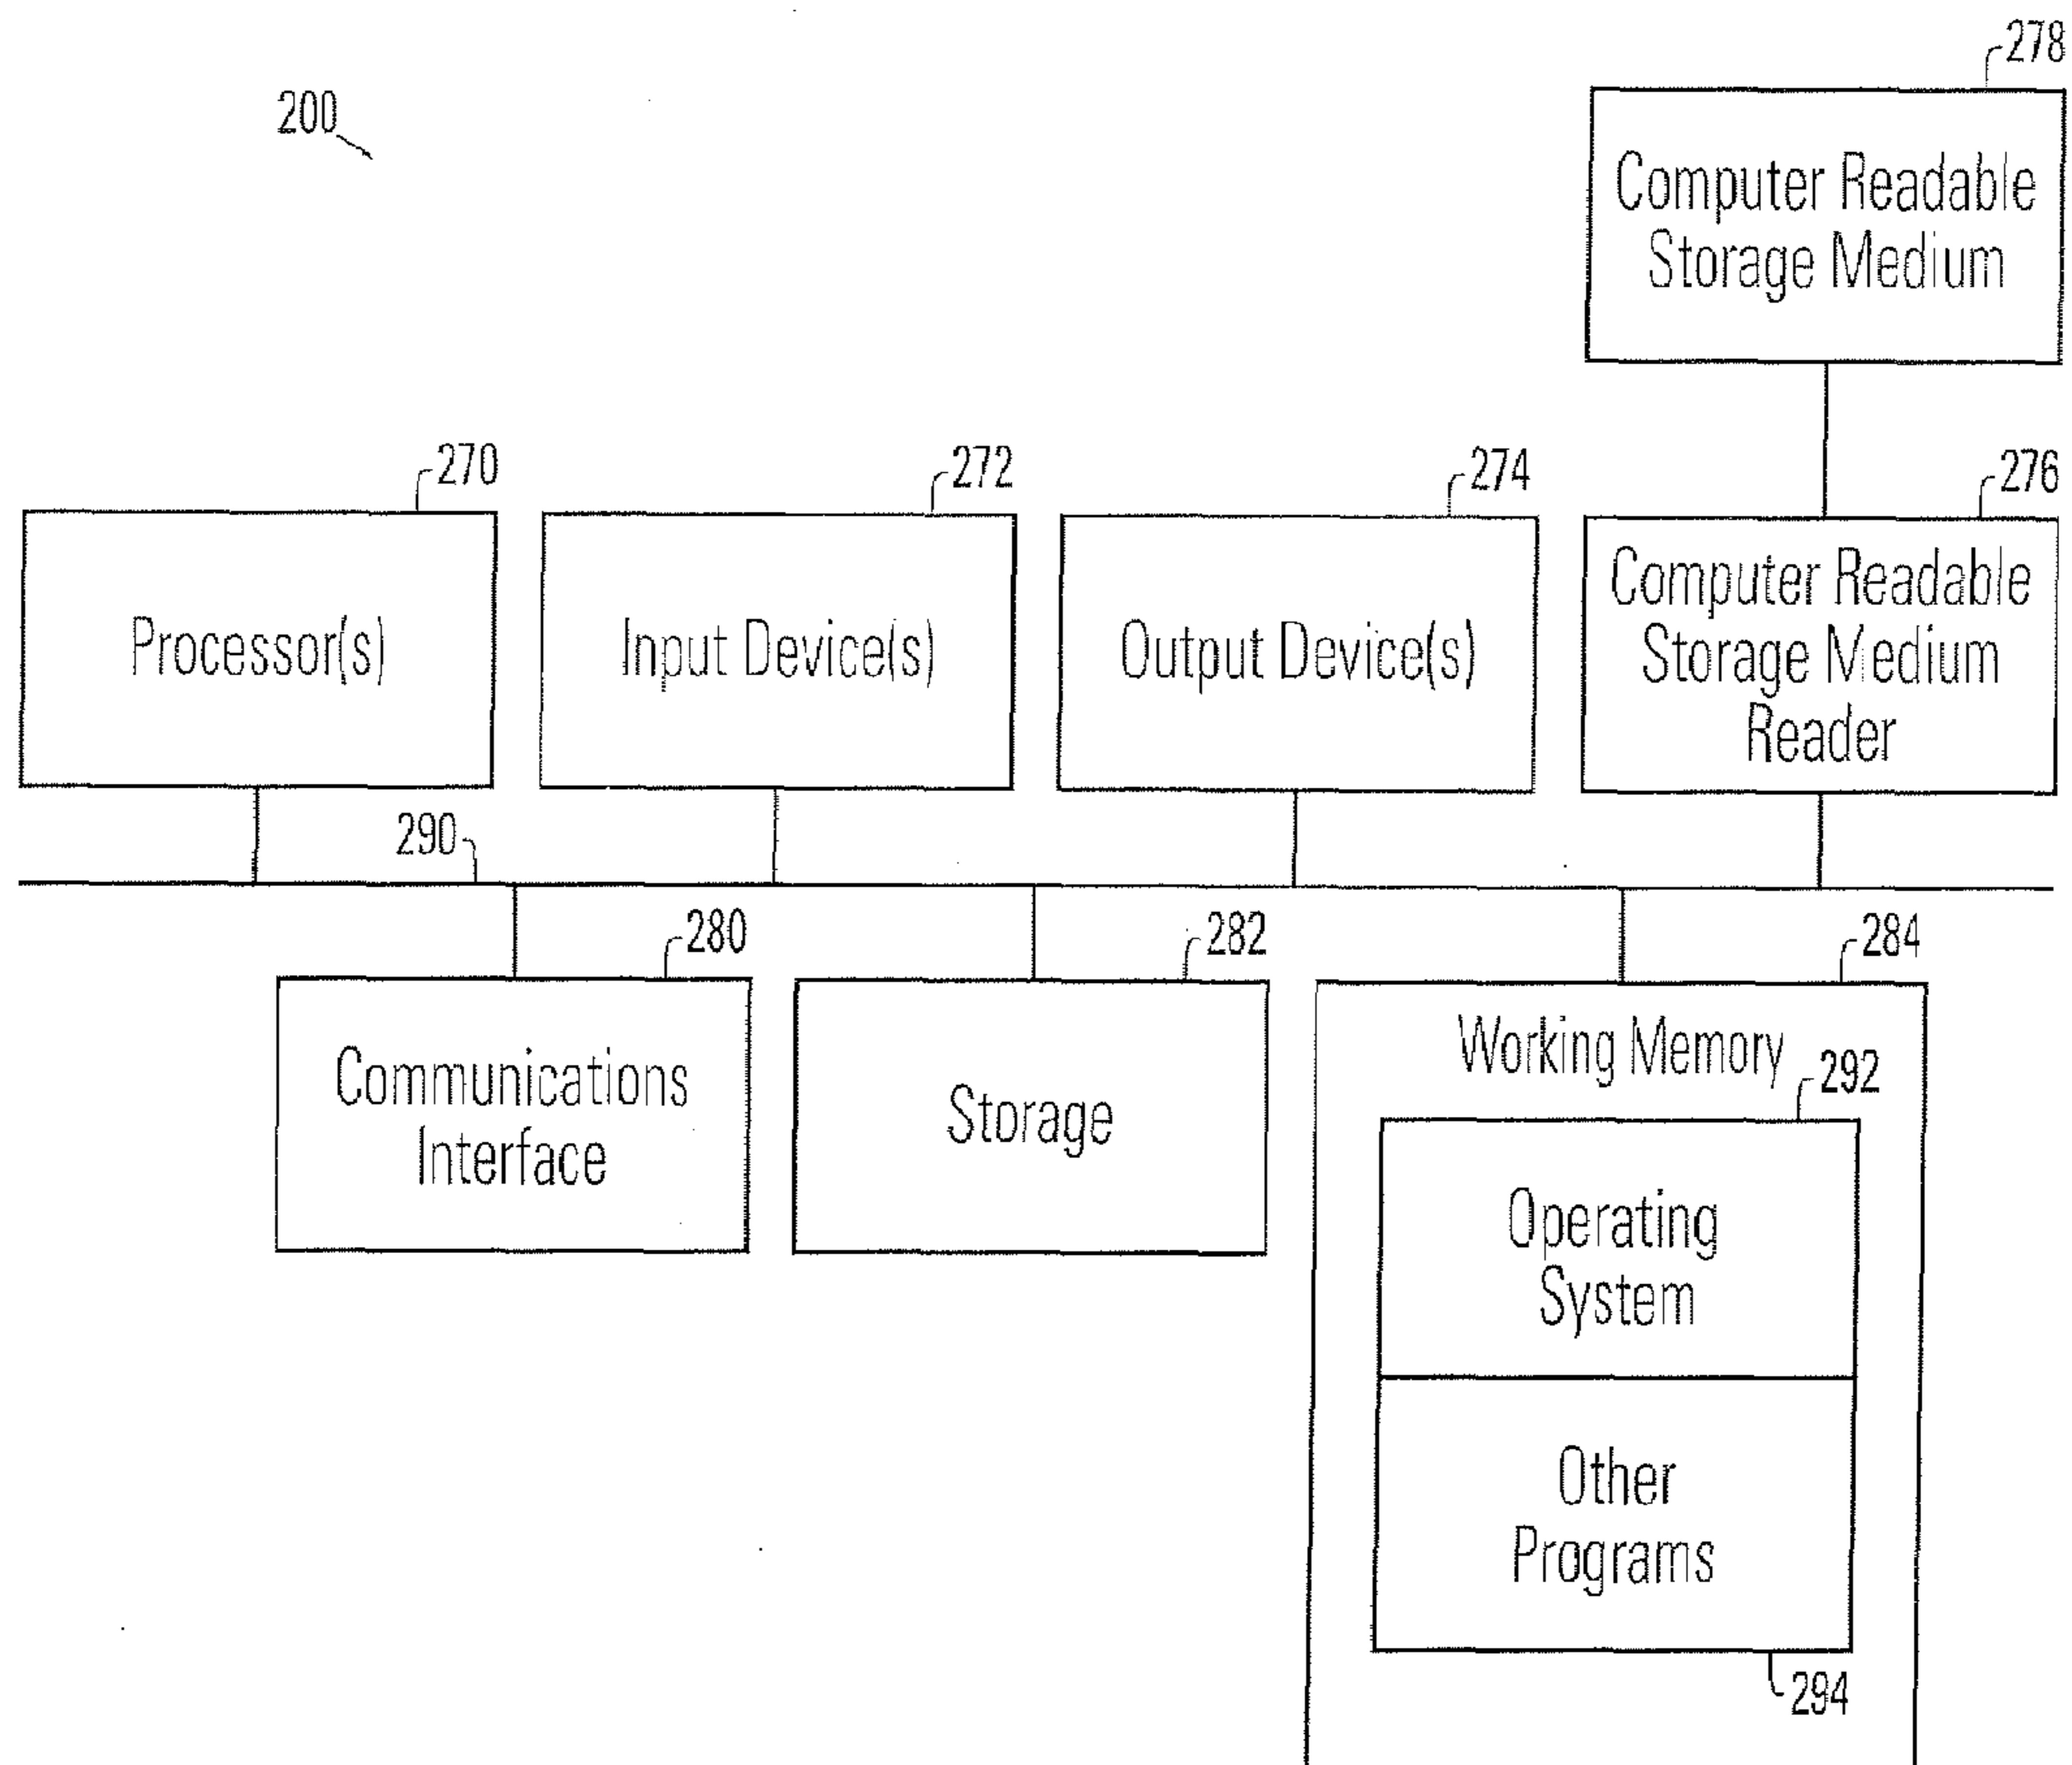 278
200
Computer Readable
Storage Medium
270
272
274
276
Processor(s)
Input Device(s)
Output Device(s)
Computer Readable
Storage Medium
Reader
290
280
282
284
Communications
Interface
Storage
Working Memory
292
Operating
System
Other
Programs
294